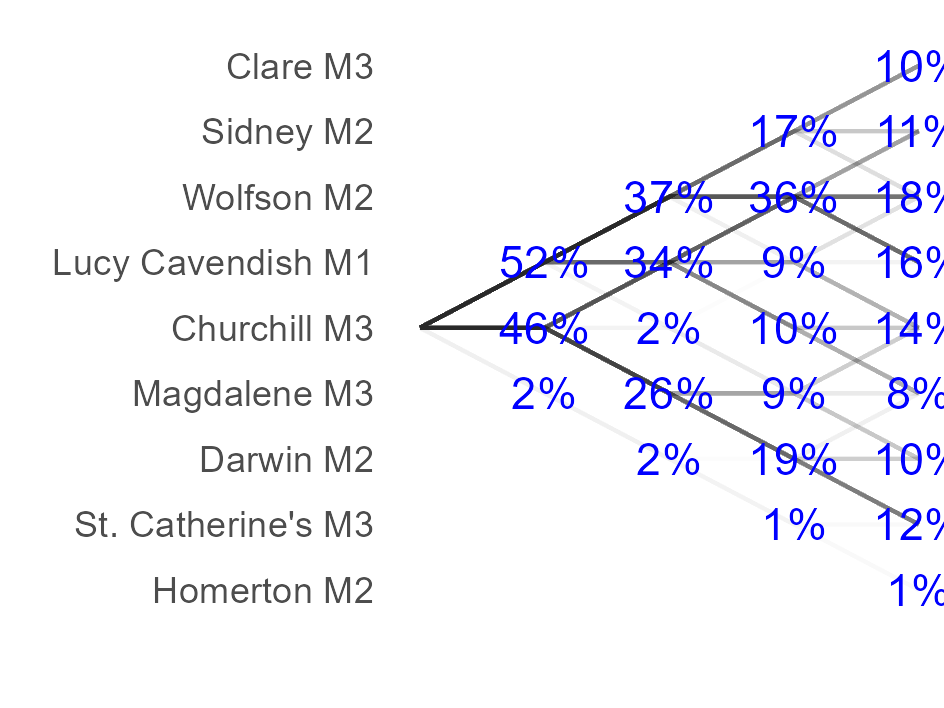 Clare M3 10%
Sidney M2 17% 11%
Wolfson M2 37% 36% 18%
Lucy Cavendish M1 52% 34% 9% 16%
Churchill M3 46% 2% 10% 14%
Magdalene M3 2% 26% 9% 8%
Darwin M2 2% 19% 10%
St. Catherine's M3 1% 12%
Homerton M2 1%